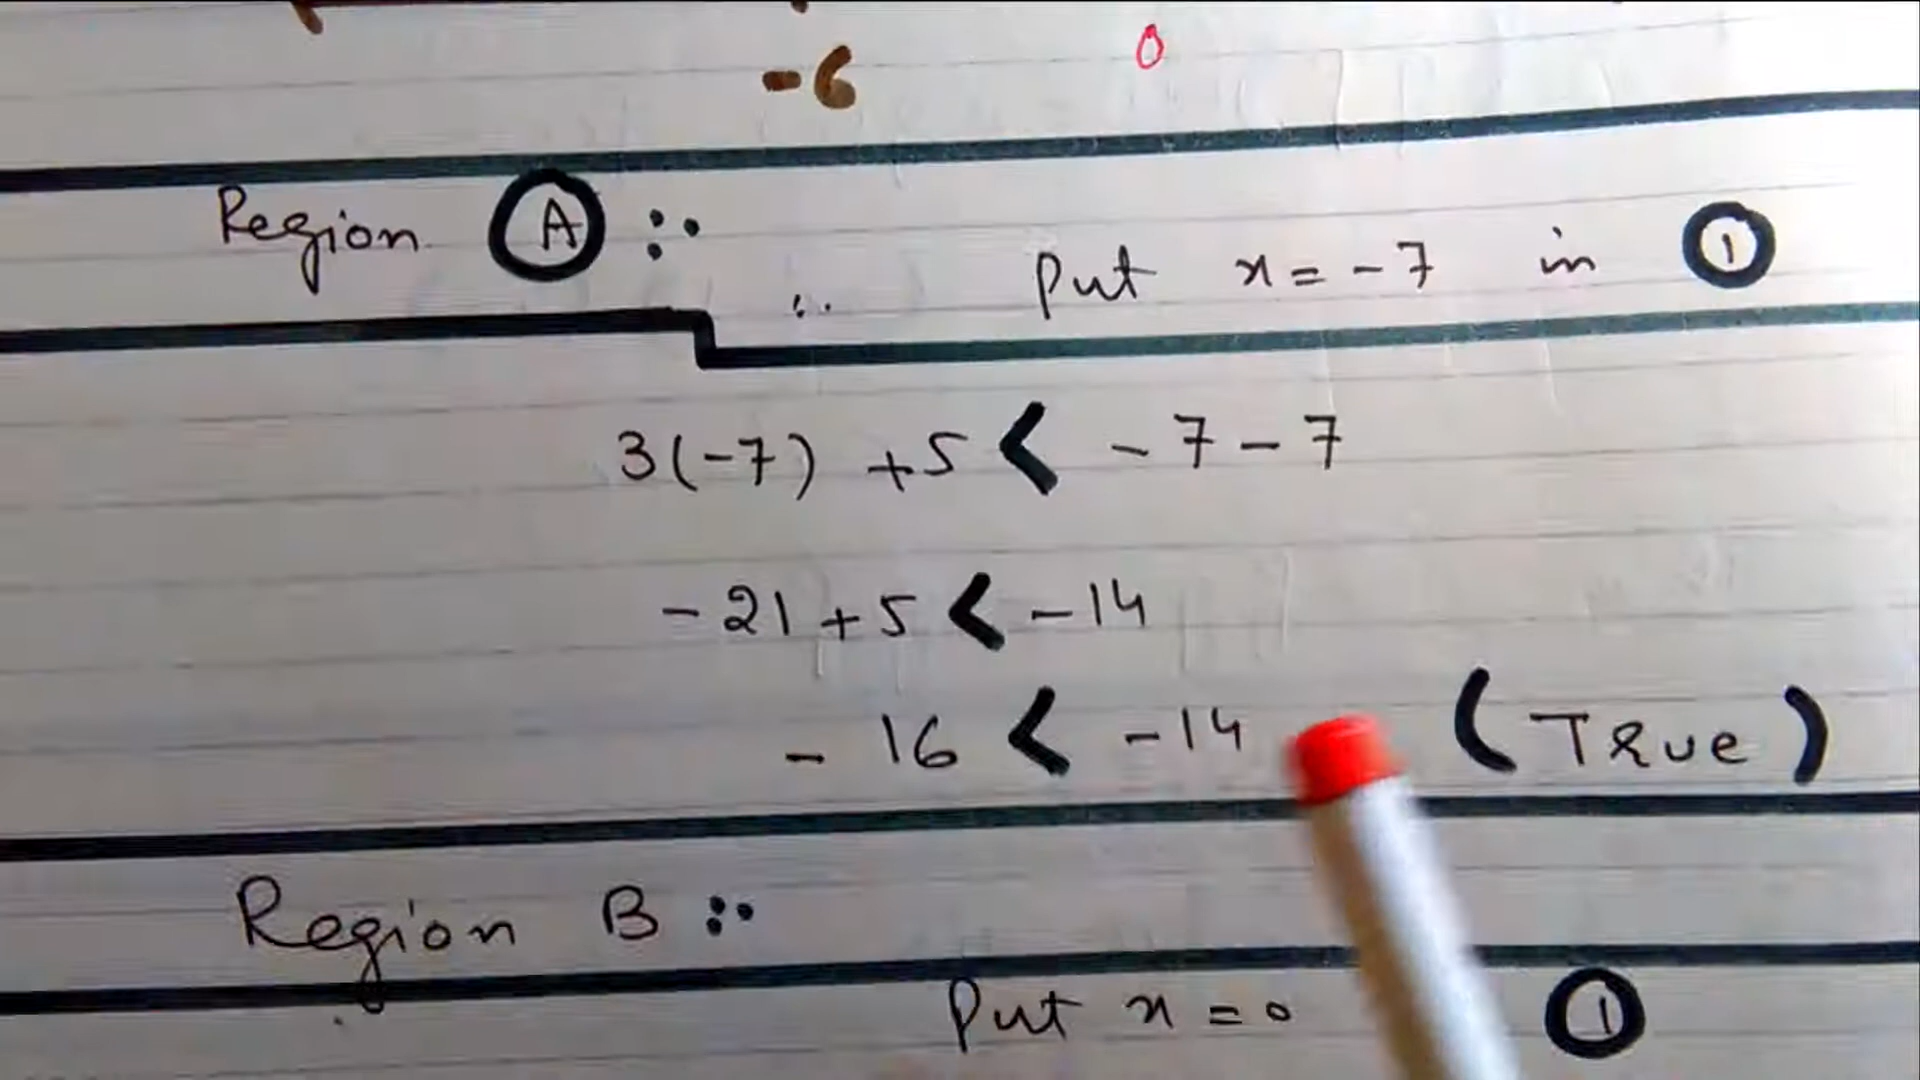 -6 0
Region A :.
∴ Put x = -7 in 1
3(-7) +5 < -7-7
-21+5 < -14
-16 < -14 (True)
Region B :.
Put x = 0 1